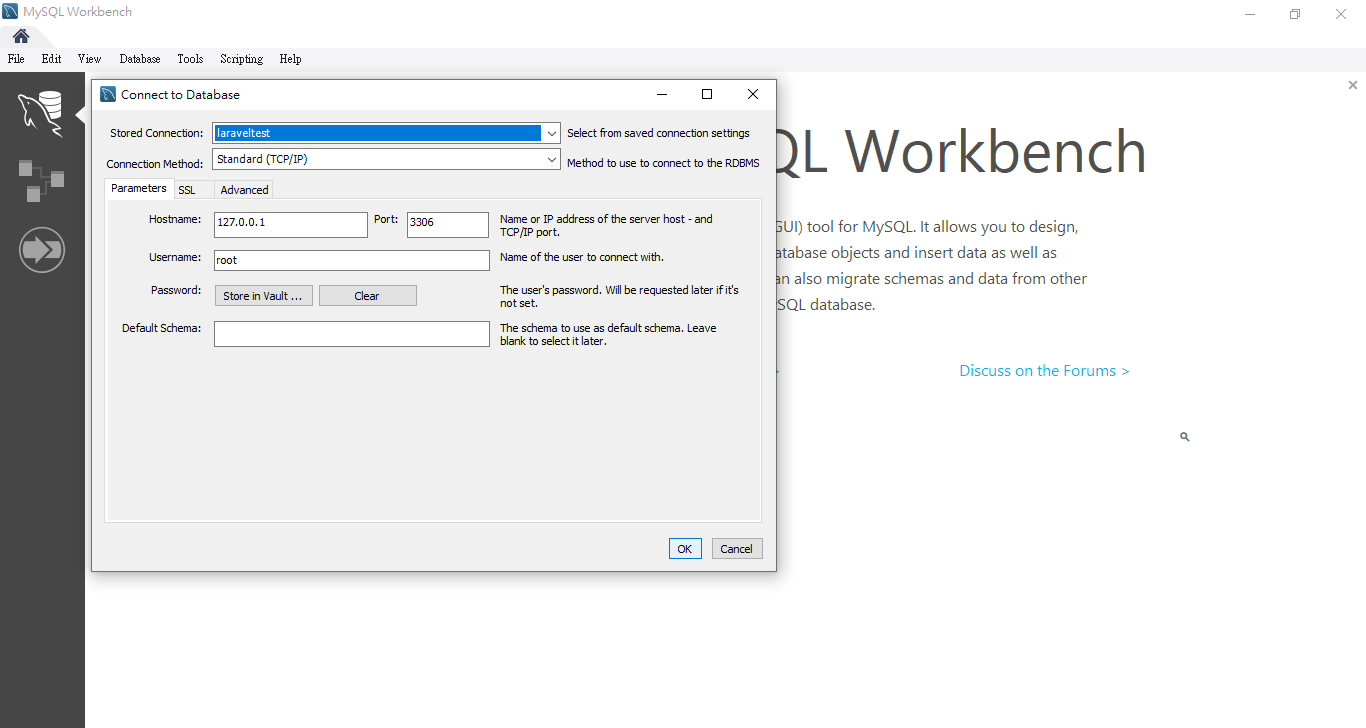 MySQL Workbench
File Edit View Database Tools Scripting Help
Connect to Database
Stored Connection: laraveltest Select from saved connection settings
Connection Method: Standard (TCP/IP) Method to use to connect to the RDBMS
Parameters SSL Advanced
Hostname: 127.0.0.1 Port: 3306 Name or IP address of the server host - and
TCP/IP port.
Username: root Name of the user to connect with.
Password: Store in Vault ... Clear The user's password. Will be requested later if it's
not set.
Default Schema: The schema to use as default schema. Leave
blank to select it later.
OK Cancel
QL Workbench
GUI) tool for MySQL. It allows you to design,
atabase objects and insert data as well as
an also migrate schemas and data from other
SQL database.
> Discuss on the Forums >